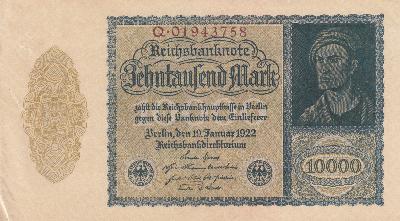 Q·01943758
Reichsbanknote
Zehntausend Mark
zahlt die Reichsbankhauptkasse in Berlin
gegen diese Banknote dem Einlieferer
Berlin, den 19. Januar 1922
Reichsbankdirektorium
10000